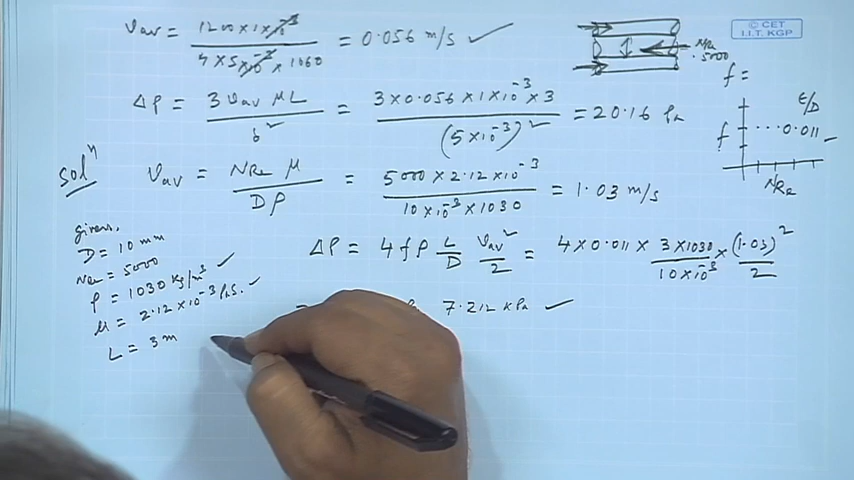 Vav = 1200 × 1 × 10⁻³ / 4 × 5 × 10⁻³ × 1060 = 0.056 m/s ✓
© CET
I.I.T. KGP
NRe
5000
f =
ΔP = 3 Vav μ L / b² = 3 × 0.056 × 1 × 10⁻³ × 3 / (5 × 10⁻³)² = 20.16 Pa
ε/D
f
0.011
NRe
Solⁿ
Vav = NRe μ / Dρ = 5000 × 2.12 × 10⁻³ / 10 × 10⁻³ × 1030 = 1.03 m/s
given,
D = 10 mm
NRe = 5000
ρ = 1030 kg/m³ ✓
μ = 2.12 × 10⁻³ Pa.S. ✓
L = 3 m
ΔP = 4 f ρ L/D Vav²/2 = 4 × 0.011 × 3 × 1030 / 10 × 10⁻³ × (1.03)²/2
= 7.212 kPa ✓